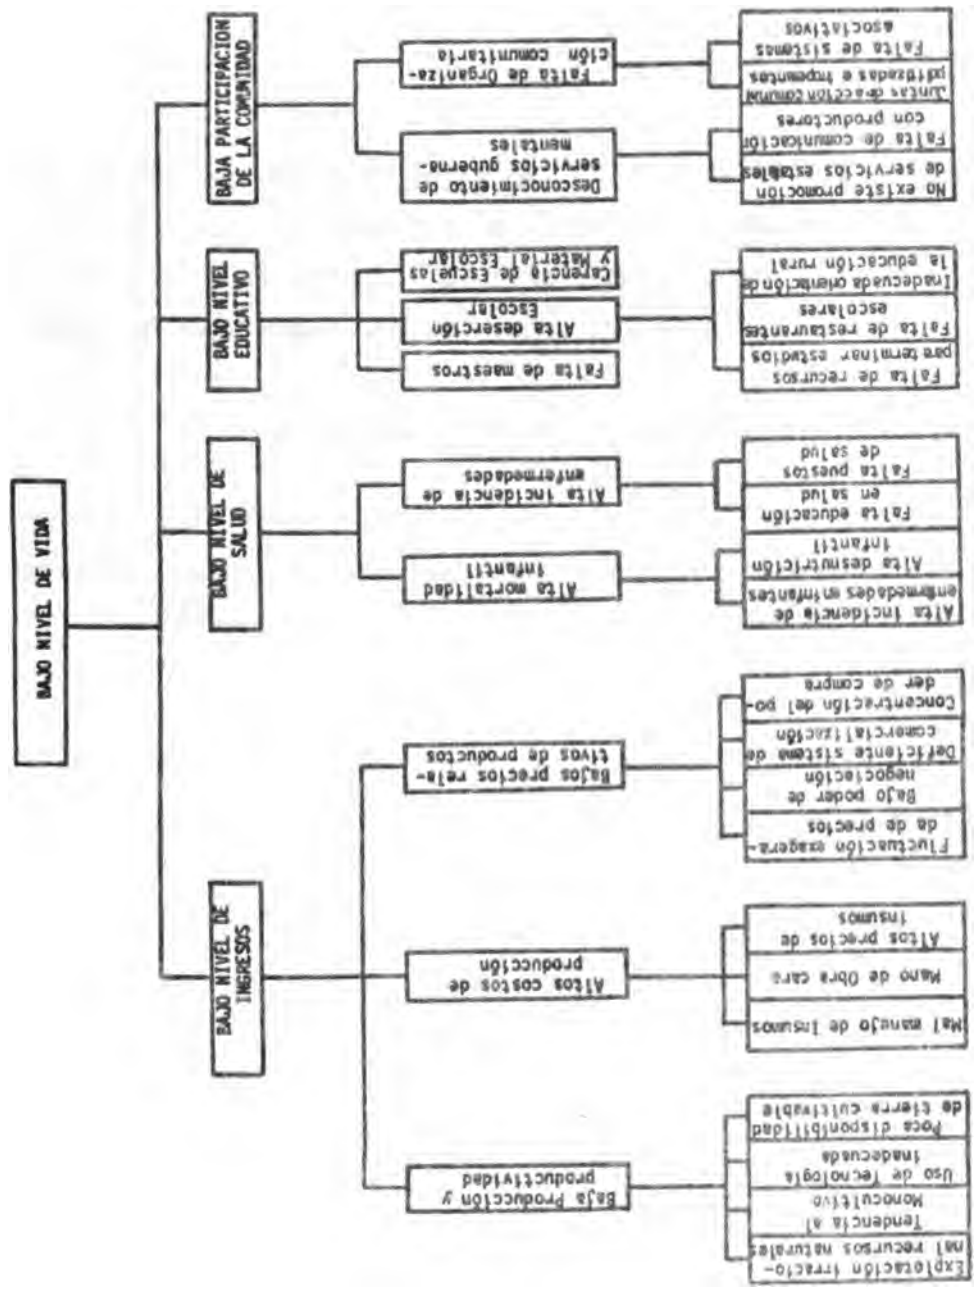 BAJO NIVEL DE VIDA
BAJO NIVEL DE
INGRESOS
BAJO NIVEL DE
SALUD
BAJO NIVEL
EDUCATIVO
BAJA PARTICIPACION
DE LA COMUNIDAD
Baja Producción y
productividad
Altos costos de
producción
Bajos precios rela-
tivos de productos
Alta mortalidad
infantil
Alta incidencia de
enfermedades
Falta de maestros
Alta deserción
Escolar
Carencia de Escuelas
y Material Escolar
Desconocimiento de
servicios guberna-
mentales
Falta de Organiza-
ción comunitaria
Explotación irracio-
nal recursos naturales
Tendencia al
Monocultivo
Uso de Tecnología
inadecuada
Poca disponibilidad
de tierra cultivable
Mal manujo de Insumos
Mano de Obra cara
Altos precios de
insumos
Fluctuación exagera-
da de precios
Bajo poder de
negociación
Deficiente sistema de
comercialización
Concentración del po-
der de compra
Alta incidencia de
enfermedades en infantes
Alta desnutrición
infantil
Falta educación
en salud
Falta puestos
de salud
Falta de recursos
para terminar estudios
Falta de restaurantes
escolares
Inadecuada orientación de
la educación rural
No existe promoción
de servicios estatales
Falta de comunicación
con productores
Juntas de acción comunal
e
Falta de sistemas
asociativos